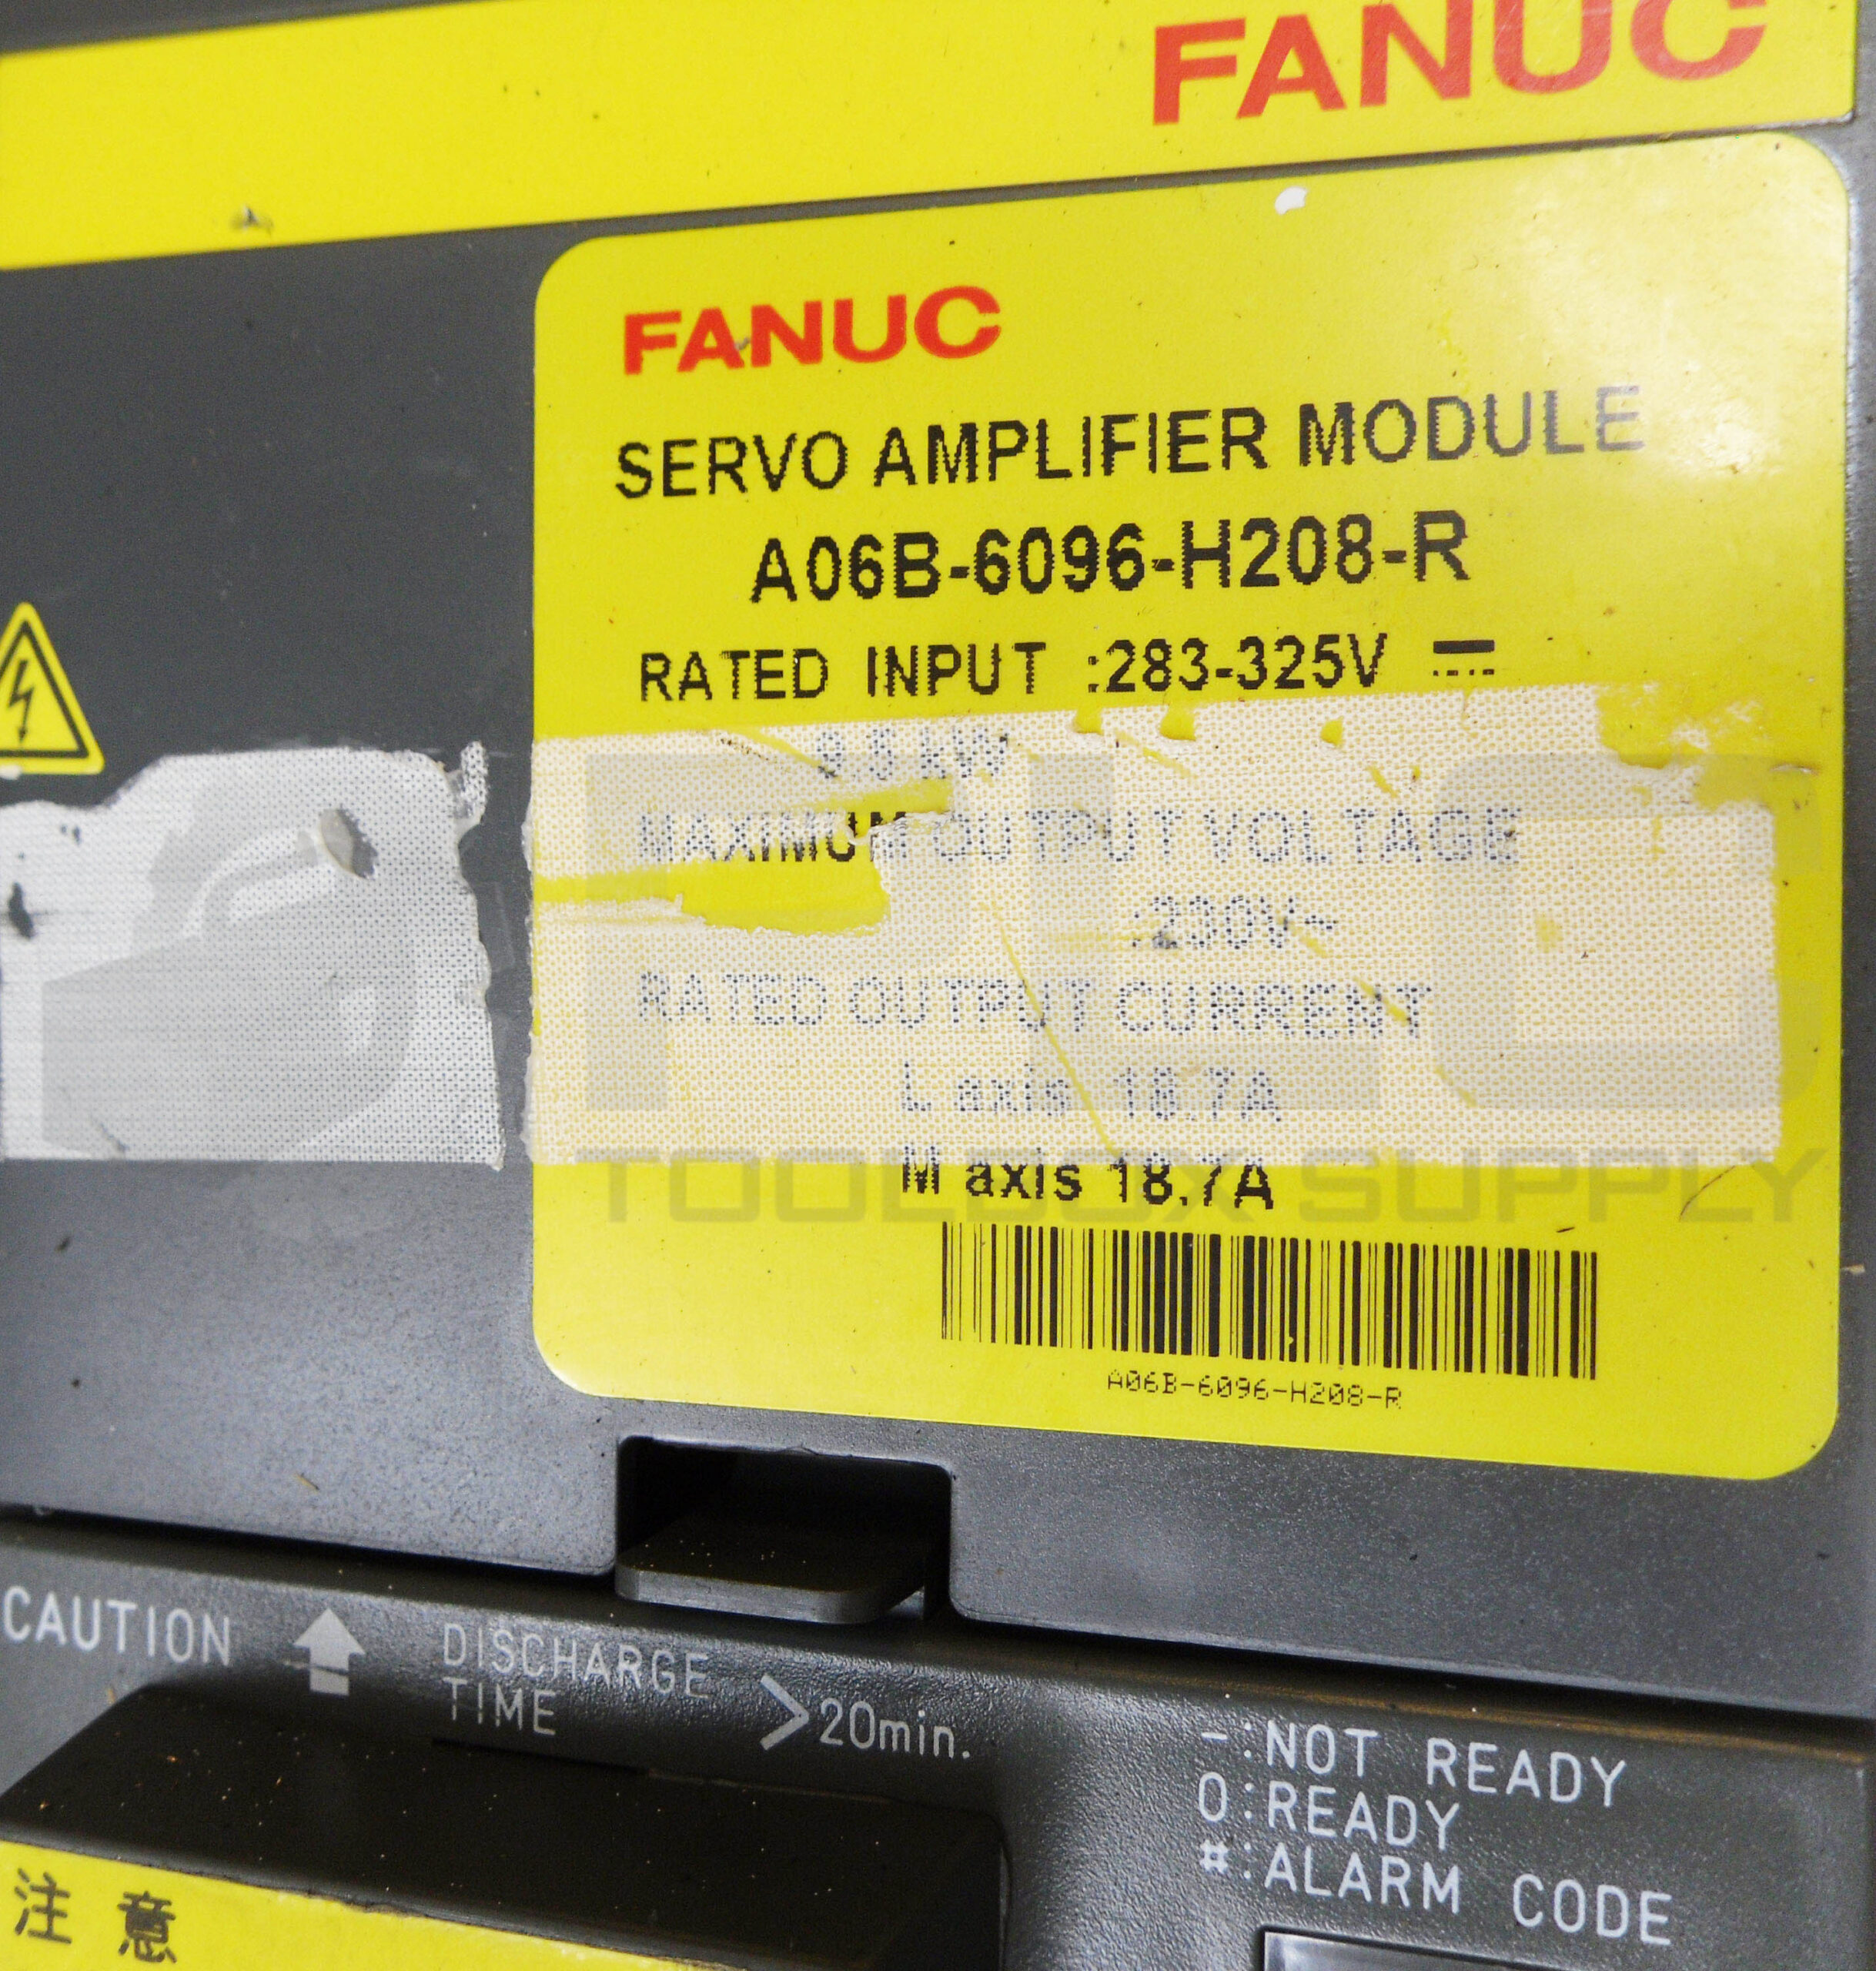 FANUC
FANUC
SERVO AMPLIFIER MODULE
A06B-6096-H208-R
RATED INPUT :283-325V ⎓
kW
MAXIMUM OUTPUT VOLTAGE
:230V~
RATED OUTPUT CURRENT
L axis 18.7A
M axis 18.7A
TOOLBOX SUPPLY
A06B-6096-H208-R
CAUTION
DISCHARGE
TIME >20min.
-:NOT READY
0:READY
#:ALARM CODE
注意